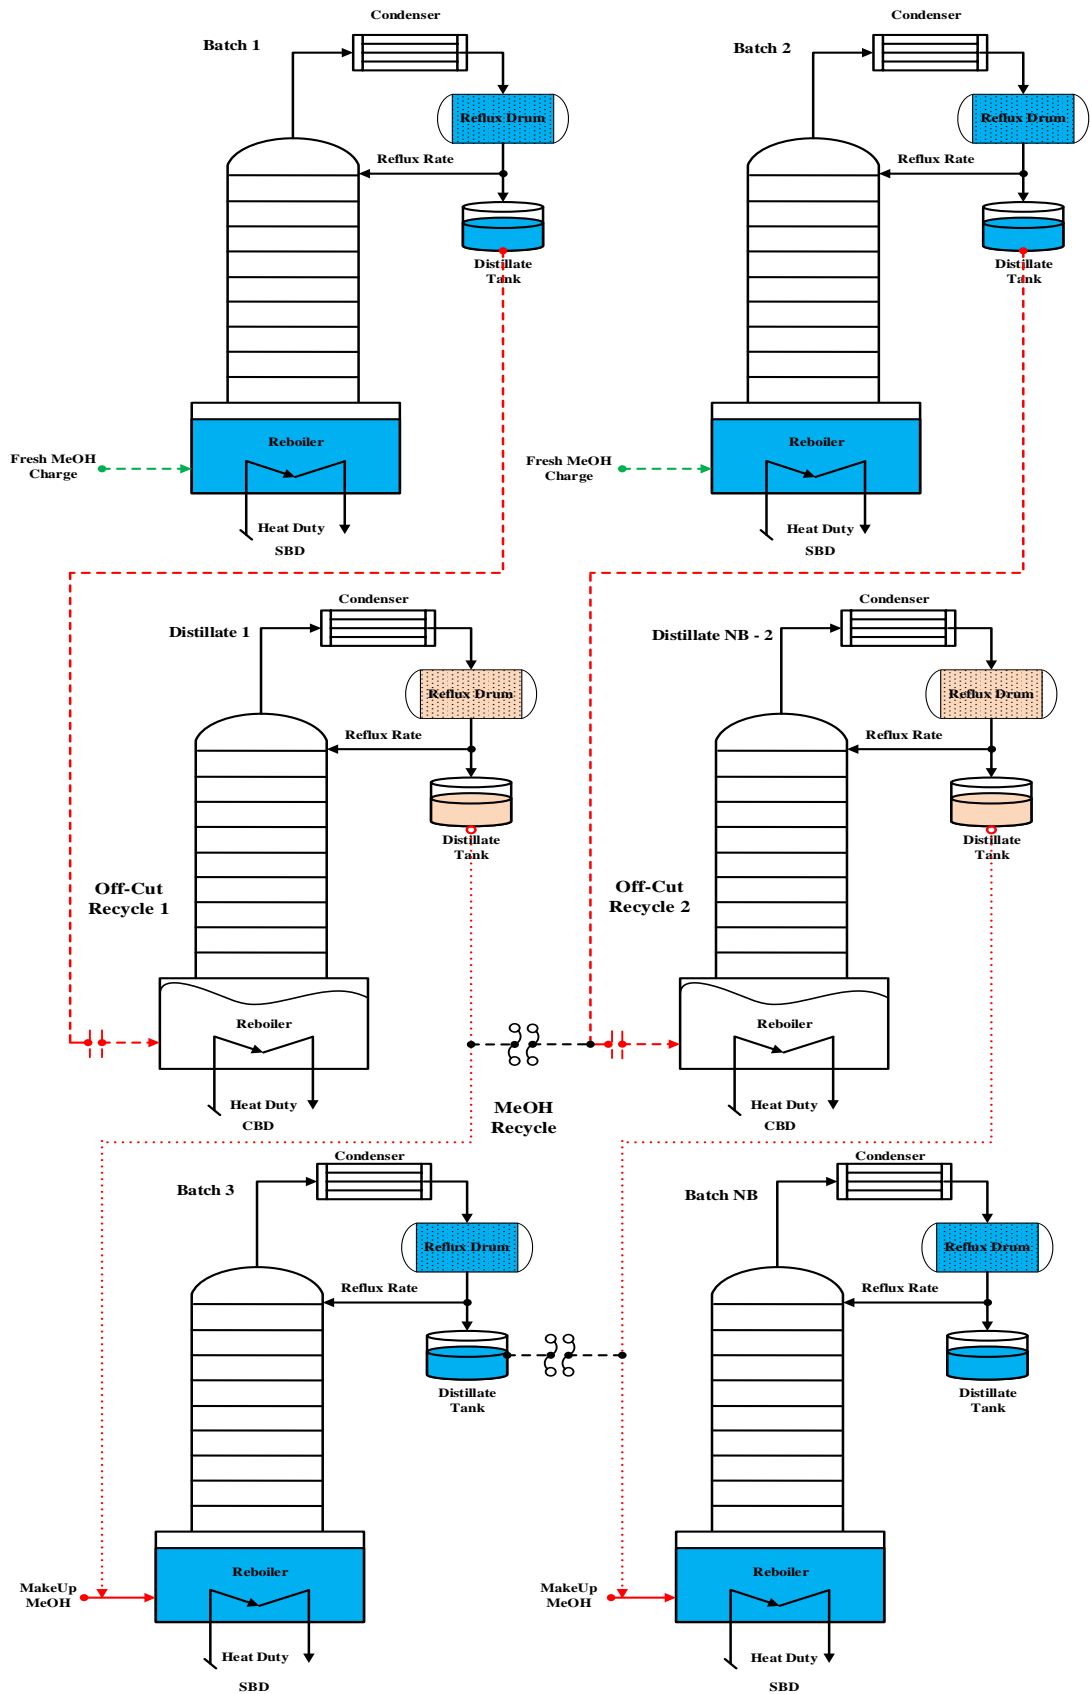 Condenser
Batch 1
Reflux Drum
Reflux Rate
Distillate
Tank
Reboiler
Fresh MeOH
Charge
Heat Duty
SBD
Condenser
Batch 2
Reflux Drum
Reflux Rate
Distillate
Tank
Reboiler
Fresh MeOH
Charge
Heat Duty
SBD
Condenser
Distillate 1
Reflux Drum
Reflux Rate
Distillate
Tank
Off-Cut
Recycle 1
Reboiler
Heat Duty
CBD
Condenser
Distillate NB - 2
Reflux Drum
Reflux Rate
Distillate
Tank
Off-Cut
Recycle 2
Reboiler
Heat Duty
CBD
MeOH
Recycle
Condenser
Batch 3
Reflux Drum
Reflux Rate
Distillate
Tank
Reboiler
MakeUp
MeOH
Heat Duty
SBD
Condenser
Batch NB
Reflux Drum
Reflux Rate
Distillate
Tank
Reboiler
MakeUp
MeOH
Heat Duty
SBD